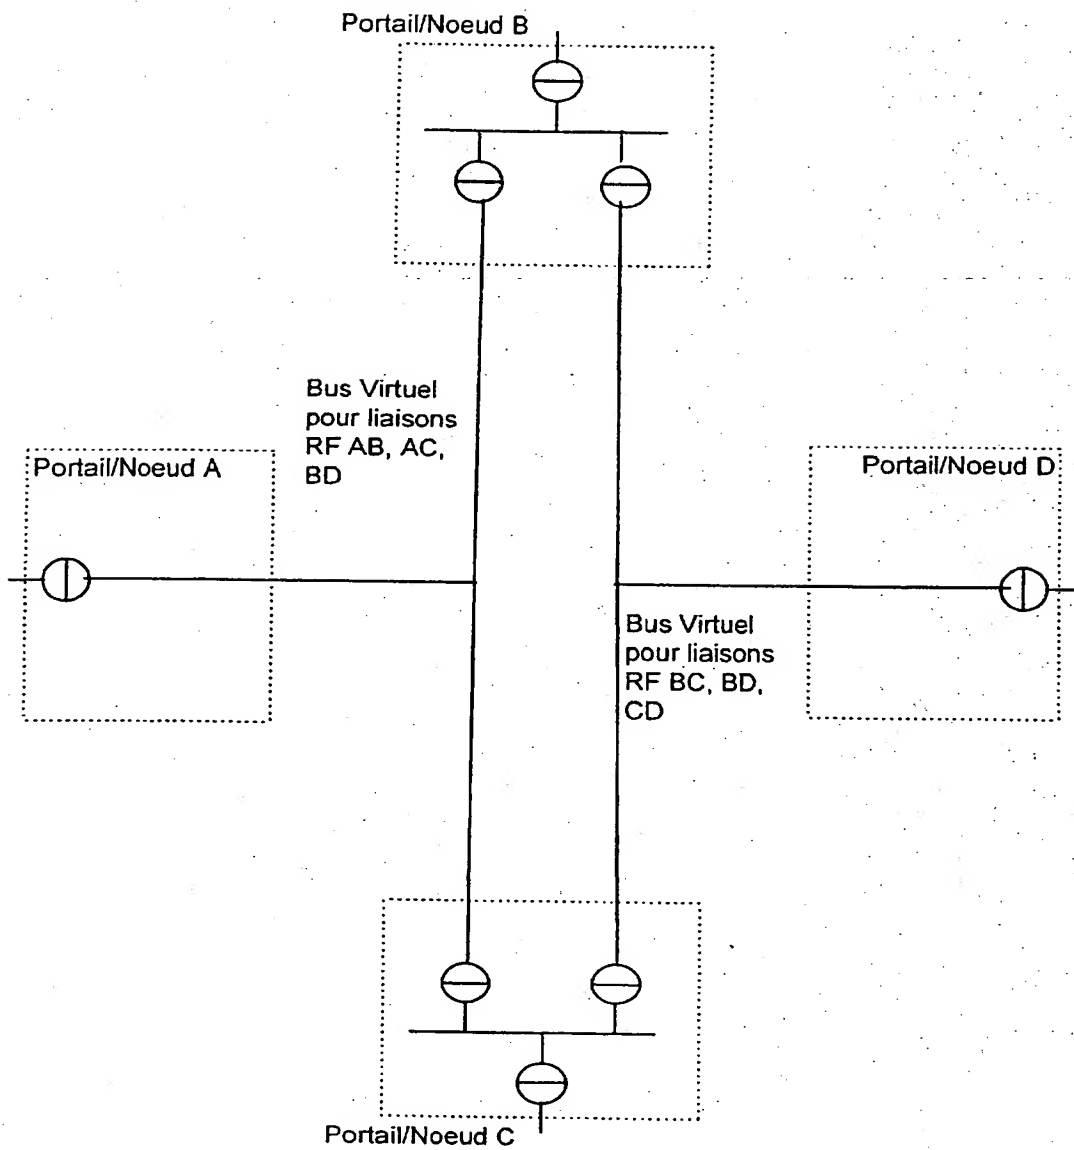 Portail/Noeud B
Bus Virtuel
pour liaisons
RF AB, AC,
BD
Portail/Noeud A
Portail/Noeud D
Bus Virtuel
pour liaisons
RF BC, BD,
CD
Portail/Noeud C